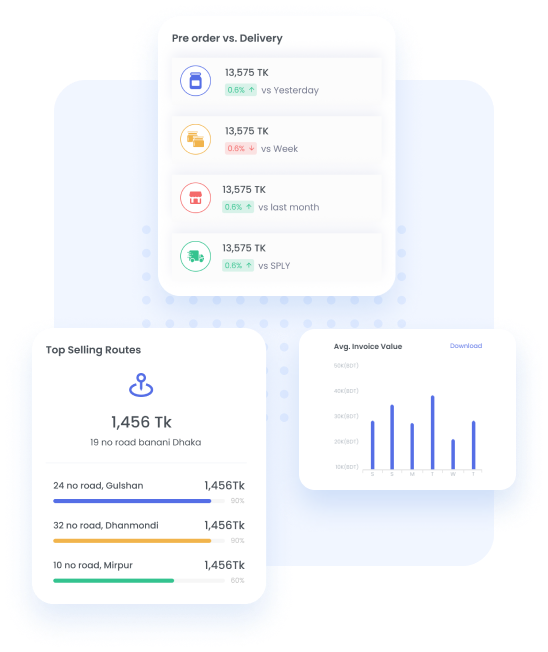 Pre order vs. Delivery
13,575 TK
0.6% ↑ vs Yesterday
13,575 TK
0.6% ↓ vs Week
13,575 TK
0.6% ↑ vs last month
13,575 TK
0.6% ↑ vs SPLY
Top Selling Routes
1,456 Tk
19 no road banani Dhaka
24 no road, Gulshan 1,456Tk
90%
32 no road, Dhanmondi 1,456Tk
90%
10 no road, Mirpur 1,456Tk
60%
Avg. Invoice Value Download
50K(BDT)
40K(BDT)
30K(BDT)
20K(BDT)
10K(BDT)
S S M T W T